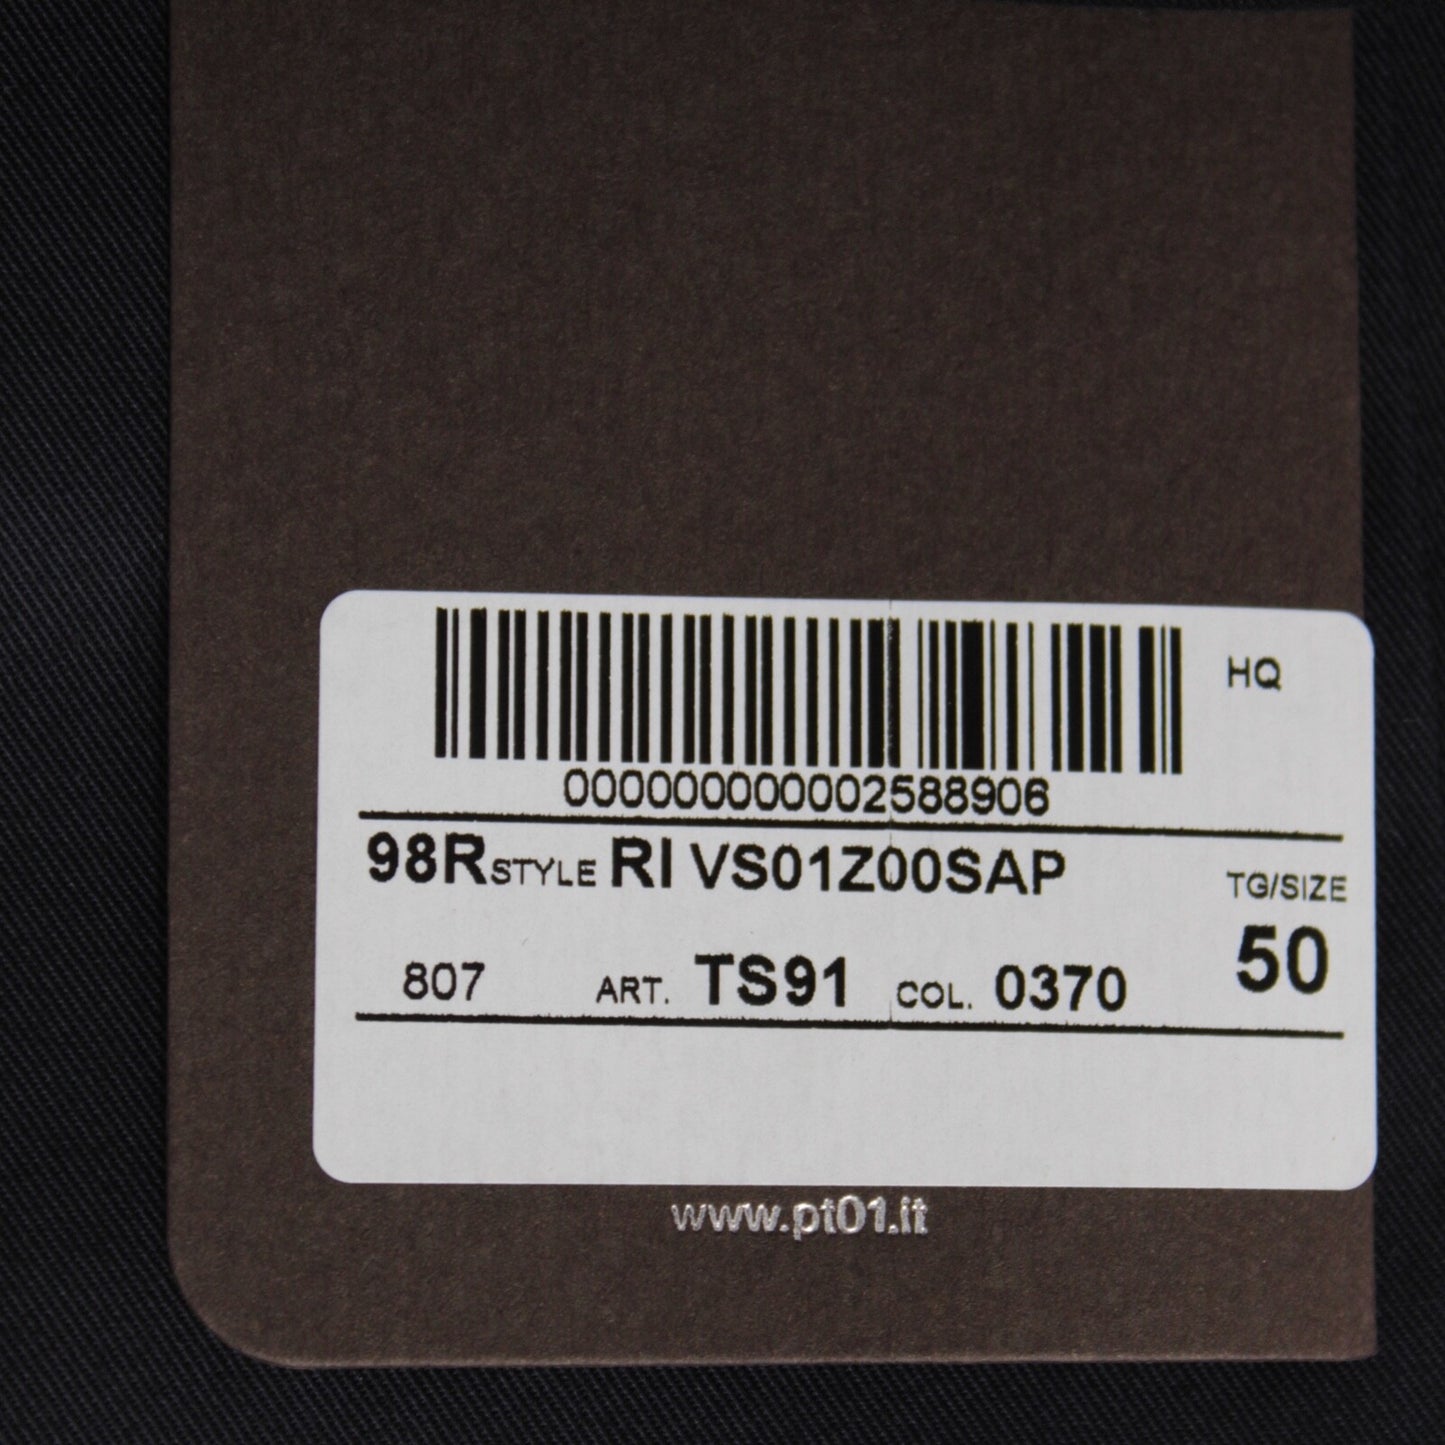 HQ
000000000002588906
98R STYLE RI VS01Z00SAP TG/SIZE
807 ART. TS91 COL. 0370 50
www.pt01.it